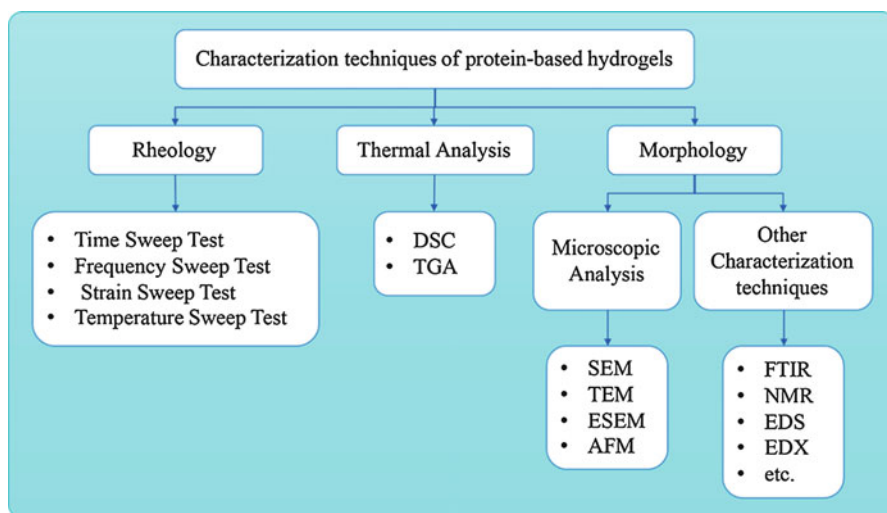 Characterization techniques of protein-based hydrogels
Rheology
Thermal Analysis
Morphology
• Time Sweep Test
• Frequency Sweep Test
• Strain Sweep Test
• Temperature Sweep Test
• DSC
• TGA
Microscopic
Analysis
Other
Characterization
techniques
• SEM
• TEM
• ESEM
• AFM
• FTIR
• NMR
• EDS
• EDX
• etc.